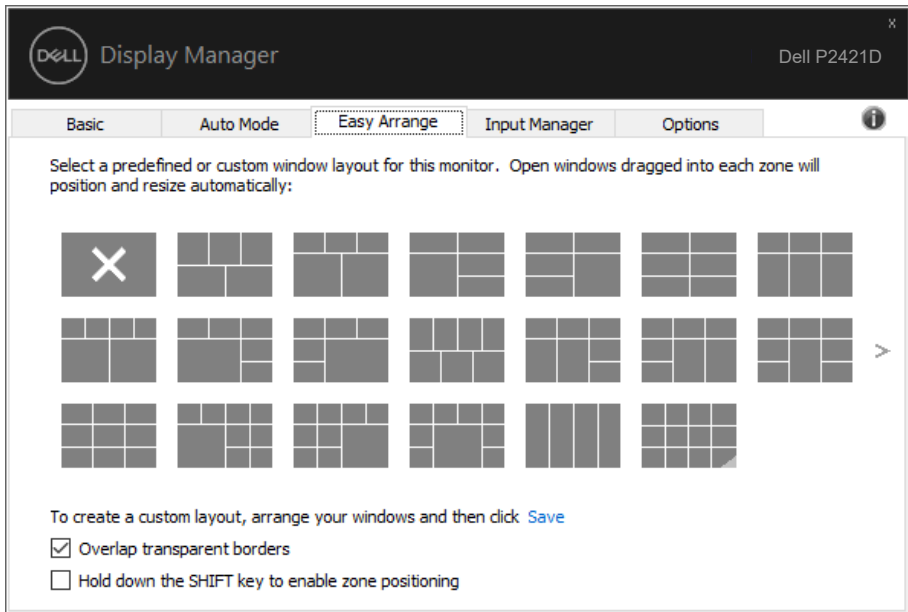 x
DELL Display Manager
Dell P2421D
Basic Auto Mode Easy Arrange Input Manager Options
Select a predefined or custom window layout for this monitor. Open windows dragged into each zone will
position and resize automatically:
>
To create a custom layout, arrange your windows and then click Save
Overlap transparent borders
Hold down the SHIFT key to enable zone positioning